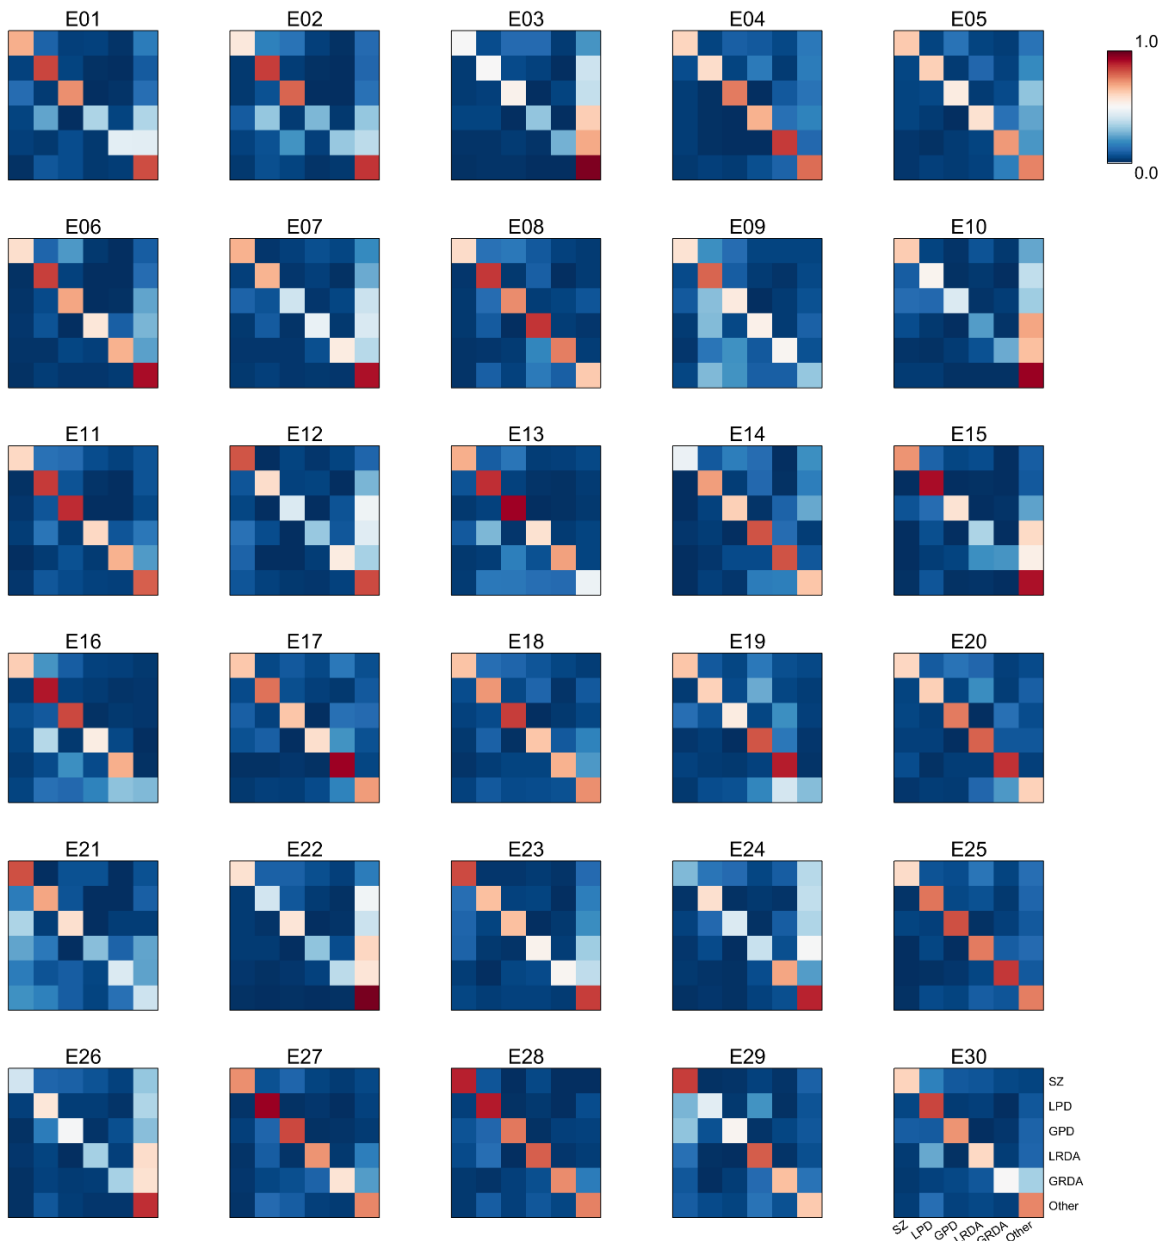 E01 E02 E03 E04 E05
1.0
0.0
E06 E07 E08 E09 E10
E11 E12 E13 E14 E15
E16 E17 E18 E19 E20
E21 E22 E23 E24 E25
E26 E27 E28 E29 E30
SZ
LPD
GPD
LRDA
GRDA
Other
SZ LPD GPD LRDA GRDA Other